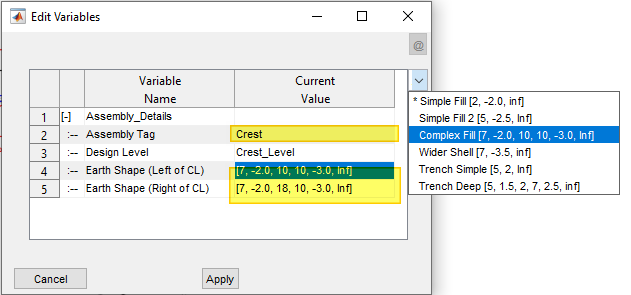 Edit Variables
@
Variable Name Current Value
1 [-] Assembly_Details
2 :-- Assembly Tag Crest
3 :-- Design Level Crest_Level
4 :-- Earth Shape (Left of CL) [7, -2.0, 10, 10, -3.0, Inf]
5 :-- Earth Shape (Right of CL) [7, -2.0, 18, 10, -3.0, Inf]
* Simple Fill [2, -2.0, Inf]
Simple Fill 2 [5, -2.5, Inf]
Complex Fill [7, -2.0, 10, 10, -3.0, Inf]
Wider Shell [7, -3.5, Inf]
Trench Simple [5, 2, Inf]
Trench Deep [5, 1.5, 2, 7, 2.5, Inf]
Cancel Apply